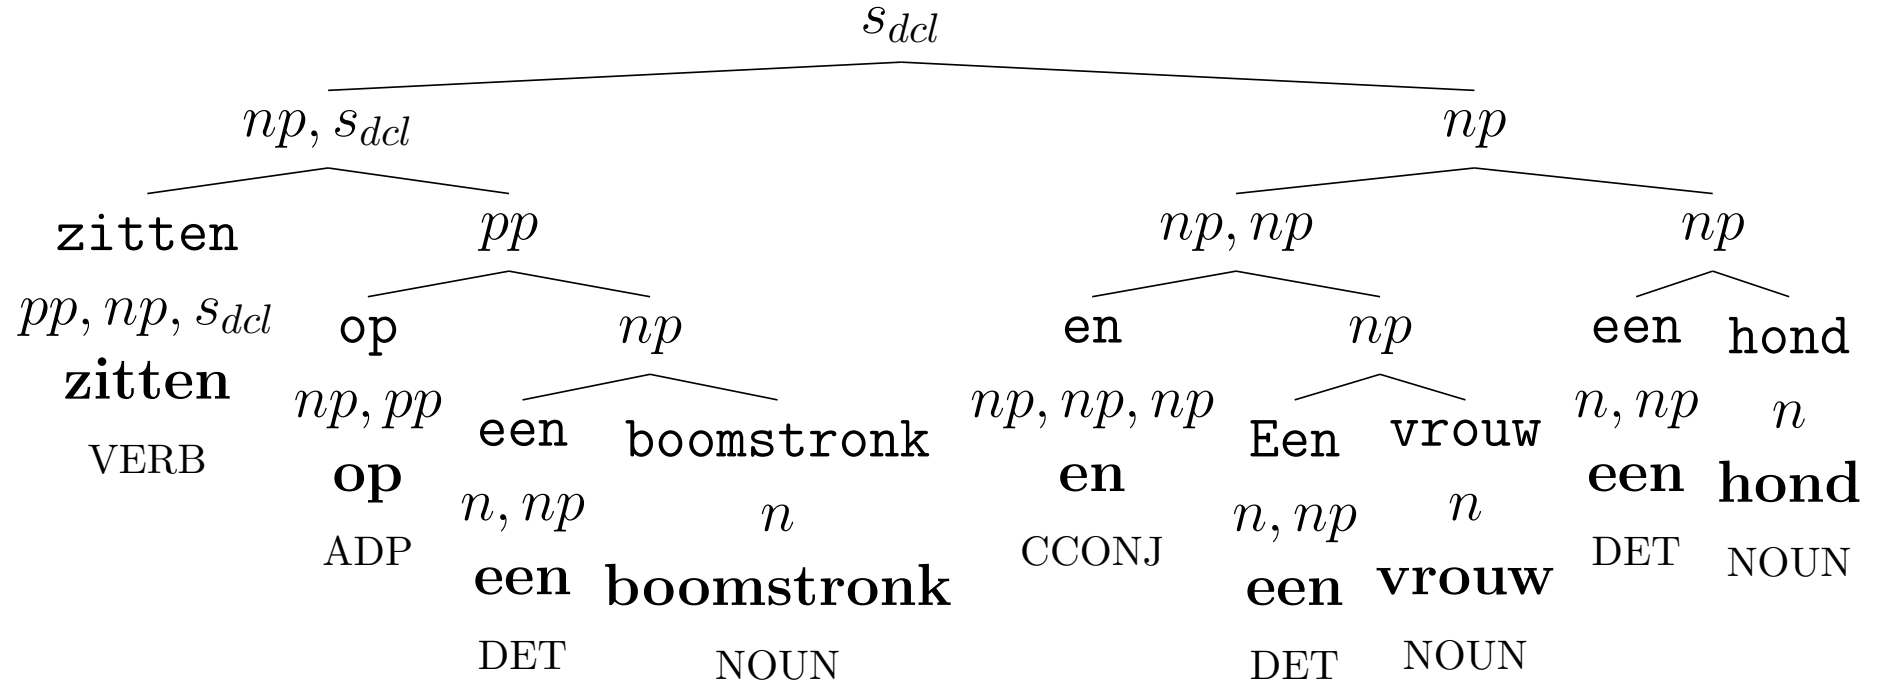 s_dcl
np, s_dcl np
zitten pp np, np np
pp, np, s_dcl op np en np een hond
zitten np, pp een boomstronk np, np, np Een vrouw n, np n
VERB op n, np n en n, np n een hond
ADP een boomstronk CCONJ een vrouw DET NOUN
DET NOUN DET NOUN